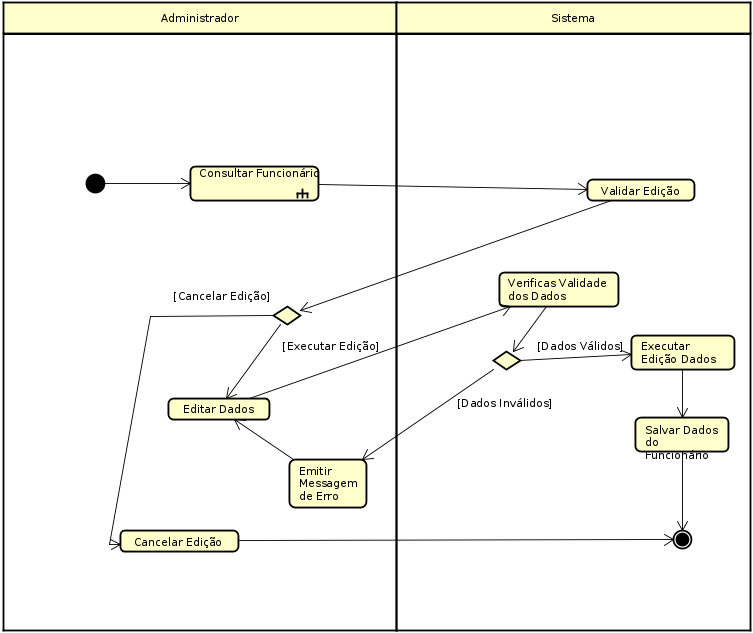 Administrador
Sistema
Consultar Funcionário
Validar Edição
Verificas Validade
dos Dados
[Cancelar Edição]
[Executar Edição]
[Dados Válidos]
Executar
Edição Dados
Editar Dados
[Dados Inválidos]
Salvar Dados
do
Funcionário
Emitir
Messagem
de Erro
Cancelar Edição